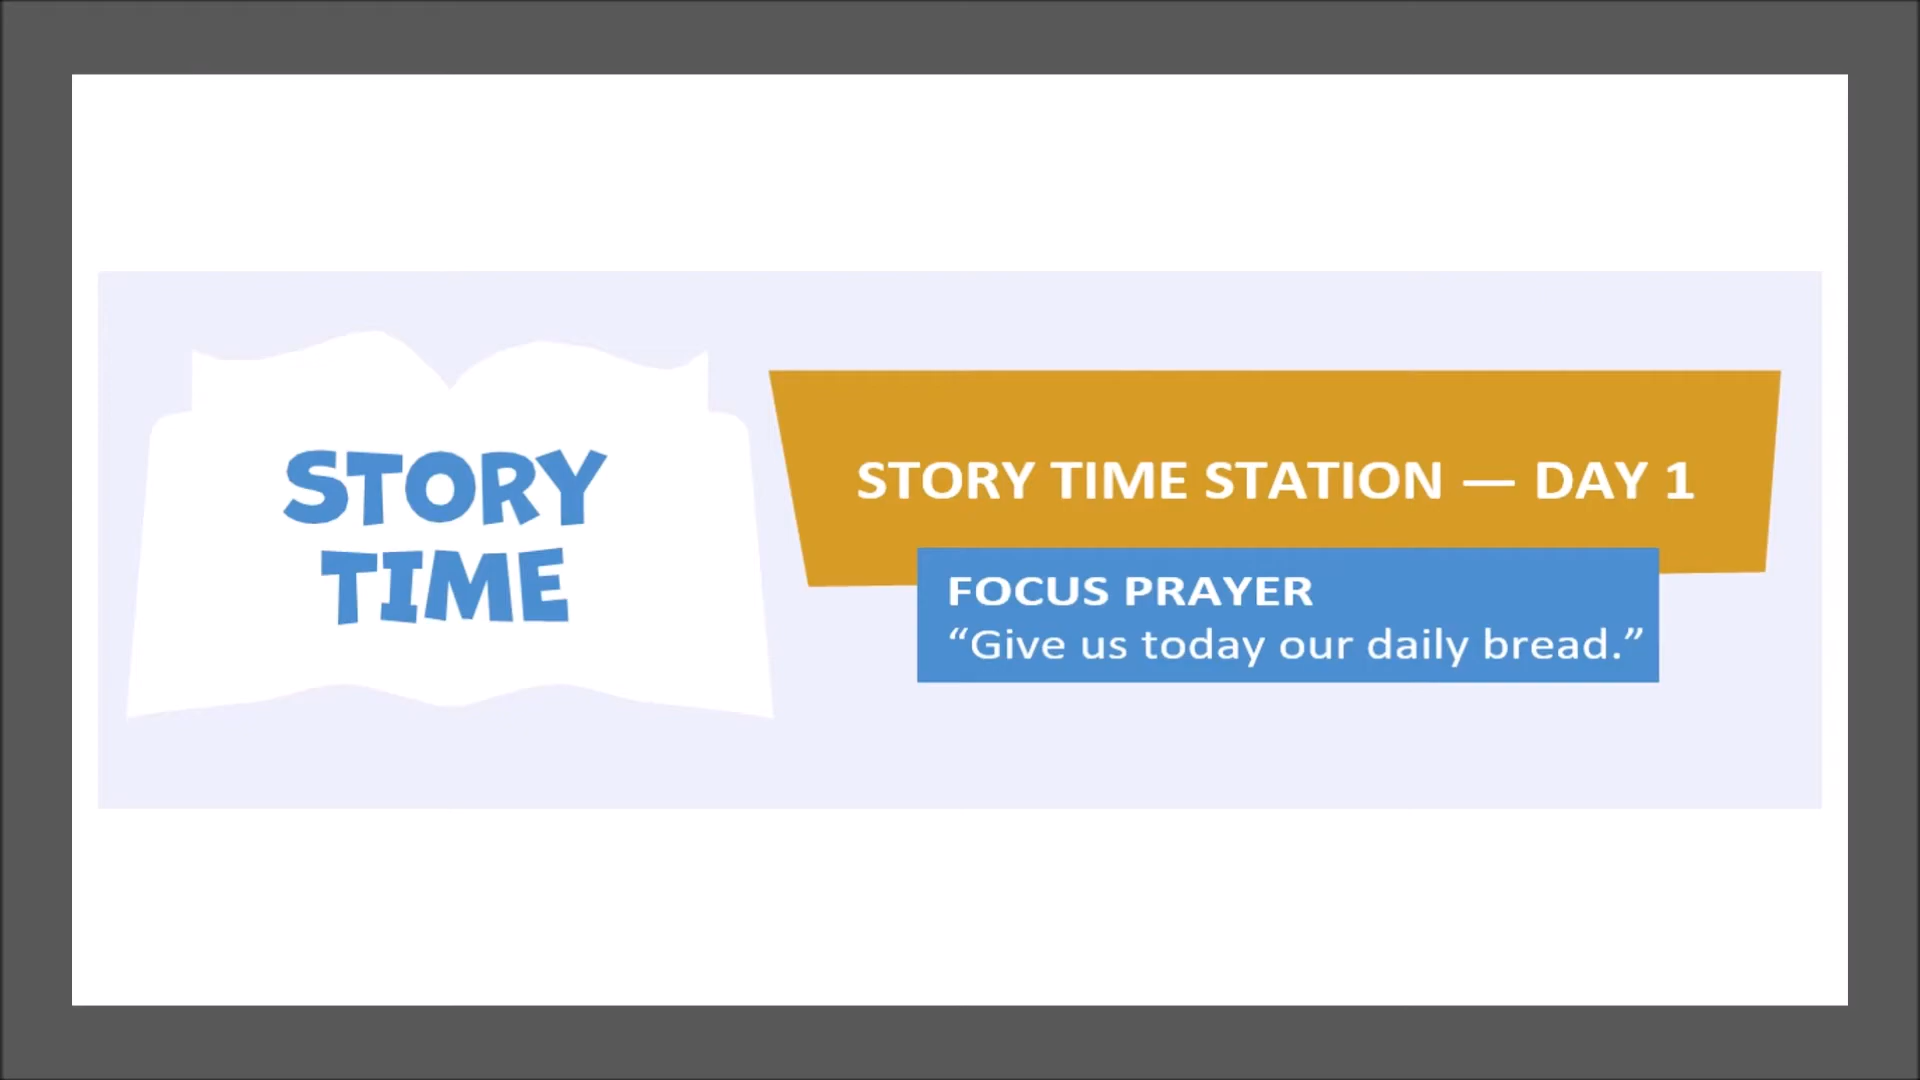 STORY
TIME
STORY TIME STATION — DAY 1
FOCUS PRAYER
“Give us today our daily bread.”